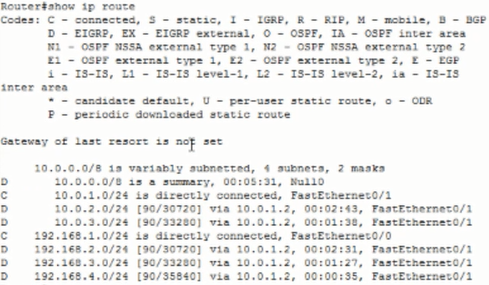 Router#show ip route
Codes: C - connected, S - static, I - IGRP, R - RIP, M - mobile, B - BGP
D - EIGRP, EX - EIGRP external, O - OSPF, IA - OSPF inter area
N1 - OSPF NSSA external type 1, N2 - OSPF NSSA external type 2
E1 - OSPF external type 1, E2 - OSPF external type 2, E - EGP
i - IS-IS, L1 - IS-IS level-1, L2 - IS-IS level-2, ia - IS-IS
inter area
* - candidate default, U - per-user static route, o - ODR
P - periodic downloaded static route
Gateway of last resort is not set
10.0.0.0/8 is variably subnetted, 4 subnets, 2 masks
D 10.0.0.0/8 is a summary, 00:05:31, Null0
C 10.0.1.0/24 is directly connected, FastEthernet0/1
D 10.0.2.0/24 [90/30720] via 10.0.1.2, 00:02:43, FastEthernet0/1
D 10.0.3.0/24 [90/33280] via 10.0.1.2, 00:01:38, FastEthernet0/1
C 192.168.1.0/24 is directly connected, FastEthernet0/0
D 192.168.2.0/24 [90/30720] via 10.0.1.2, 00:02:31, FastEthernet0/1
D 192.168.3.0/24 [90/33280] via 10.0.1.2, 00:01:27, FastEthernet0/1
D 192.168.4.0/24 [90/35840] via 10.0.1.2, 00:00:35, FastEthernet0/1